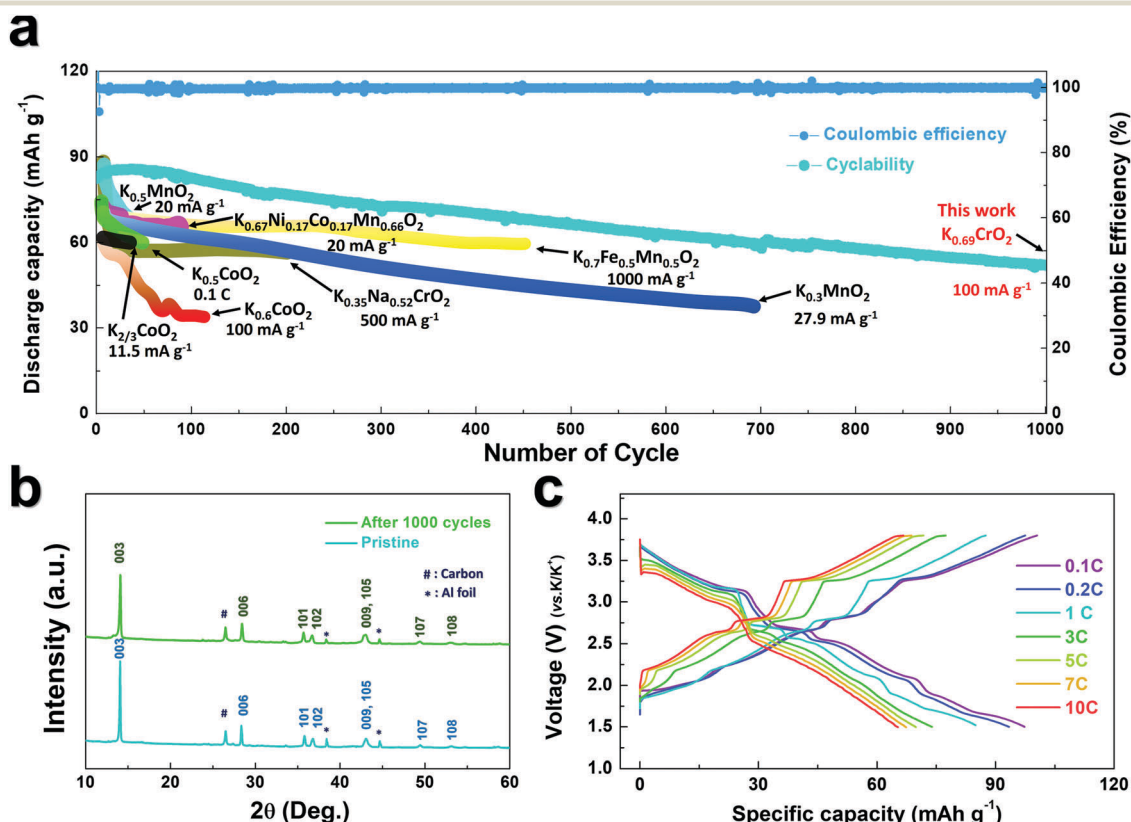 a
120
90
60
30
0
Discharge capacity (mAh g⁻¹)
100
80
60
40
20
0
Coulombic Efficiency (%)
Coulombic efficiency
Cyclability
K₀.₅MnO₂
20 mA g⁻¹
K₀.₆₇Ni₀.₁₇Co₀.₁₇Mn₀.₆₆O₂
20 mA g⁻¹
This work
K₀.₆₉CrO₂
100 mA g⁻¹
K₀.₇Fe₀.₅Mn₀.₅O₂
1000 mA g⁻¹
K₀.₅CoO₂
0.1 C
K₀.₃₅Na₀.₅₂CrO₂
500 mA g⁻¹
K₀.₃MnO₂
27.9 mA g⁻¹
K₀.₆CoO₂
100 mA g⁻¹
K₂/₃CoO₂
11.5 mA g⁻¹
0 100 200 300 400 500 600 700 800 900 1000
Number of Cycle
b
Intensity (a.u.)
After 1000 cycles
Pristine
# : Carbon
* : Al foil
003 # 006 101 102 * 009, 105 * 107 108
003 # 006 101 102 * 009, 105 * 107 108
10 20 30 40 50 60
2θ (Deg.)
c
4.0
3.5
3.0
2.5
2.0
1.5
1.0
Voltage (V) (vs.K/K⁺)
0.1C
0.2C
1 C
3C
5C
7C
10C
0 30 60 90 120
Specific capacity (mAh g⁻¹)